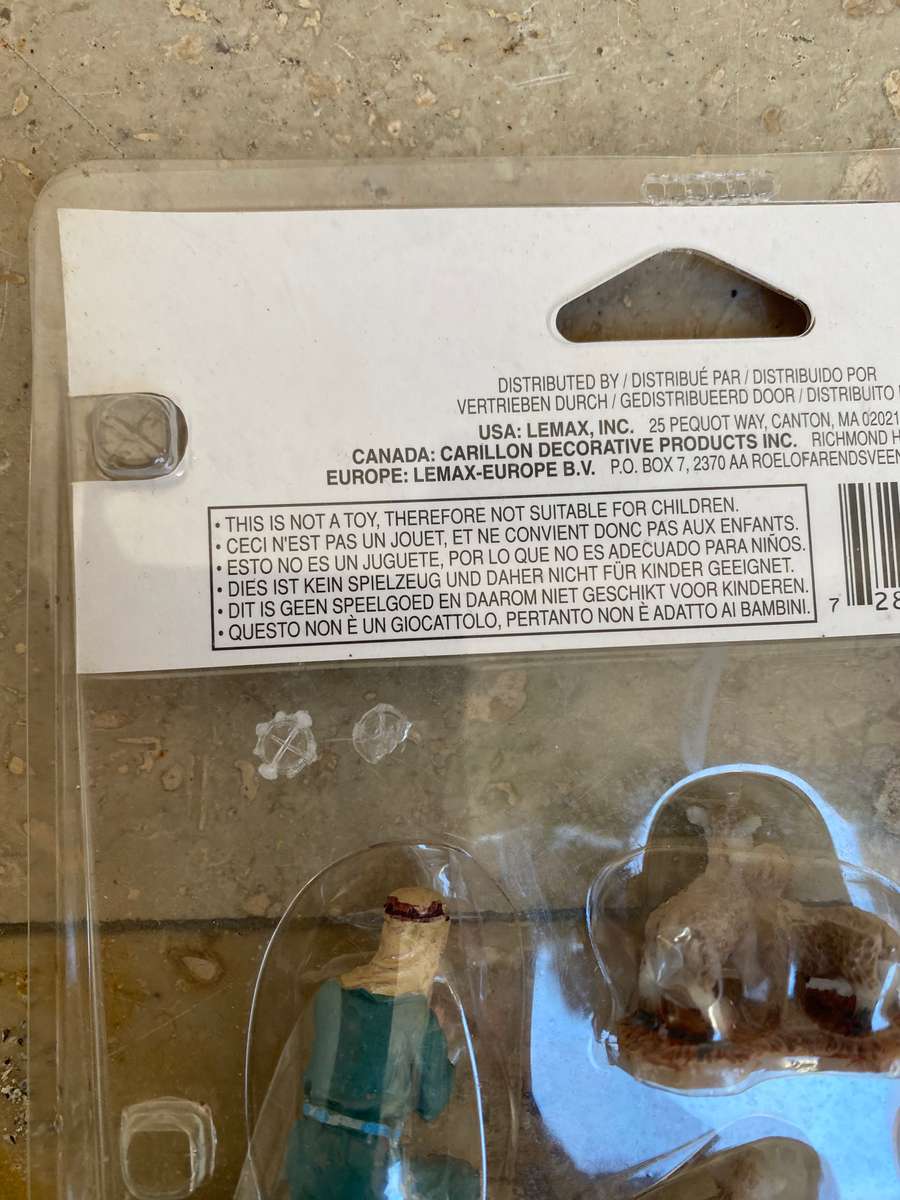 DISTRIBUTED BY / DISTRIBUÉ PAR / DISTRIBUIDO POR
VERTRIEBEN DURCH / GEDISTRIBUEERD DOOR / DISTRIBUITO
USA: LEMAX, INC. 25 PEQUOT WAY, CANTON, MA 02021
CANADA: CARILLON DECORATIVE PRODUCTS INC. RICHMOND H
EUROPE: LEMAX-EUROPE B.V. P.O. BOX 7, 2370 AA ROELOFARENDSVEEN
• THIS IS NOT A TOY, THEREFORE NOT SUITABLE FOR CHILDREN.
• CECI N'EST PAS UN JOUET, ET NE CONVIENT DONC PAS AUX ENFANTS.
• ESTO NO ES UN JUGUETE, POR LO QUE NO ES ADECUADO PARA NIÑOS.
• DIES IST KEIN SPIELZEUG UND DAHER NICHT FÜR KINDER GEEIGNET.
• DIT IS GEEN SPEELGOED EN DAAROM NIET GESCHIKT VOOR KINDEREN.
• QUESTO NON È UN GIOCATTOLO, PERTANTO NON È ADATTO AI BAMBINI.
7 28